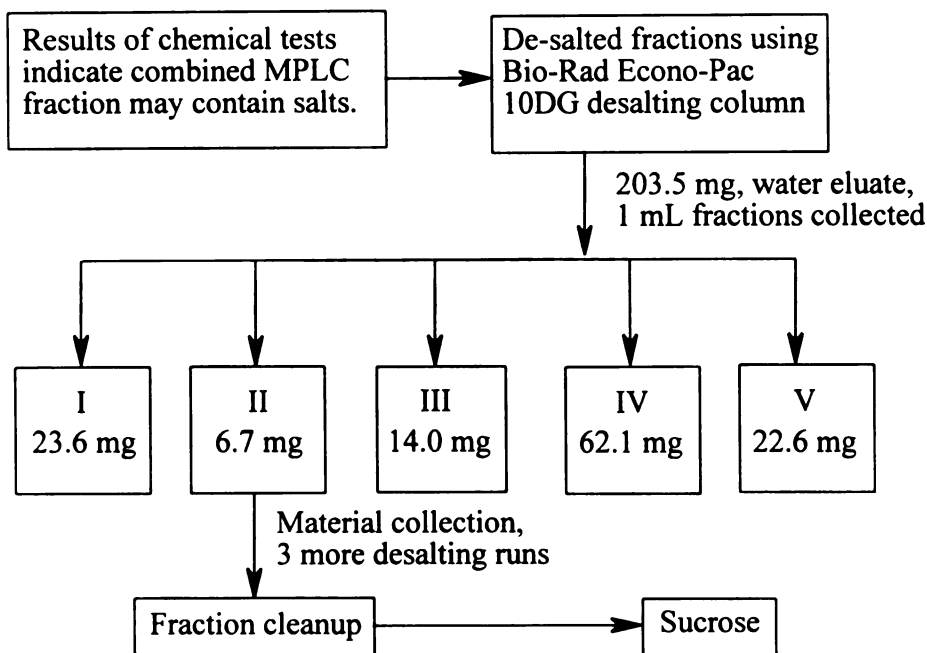 Results of chemical tests
indicate combined MPLC
fraction may contain salts.
De-salted fractions using
Bio-Rad Econo-Pac
10DG desalting column
203.5 mg, water eluate,
1 mL fractions collected
I
23.6 mg
II
6.7 mg
III
14.0 mg
IV
62.1 mg
V
22.6 mg
Material collection,
3 more desalting runs
Fraction cleanup
Sucrose